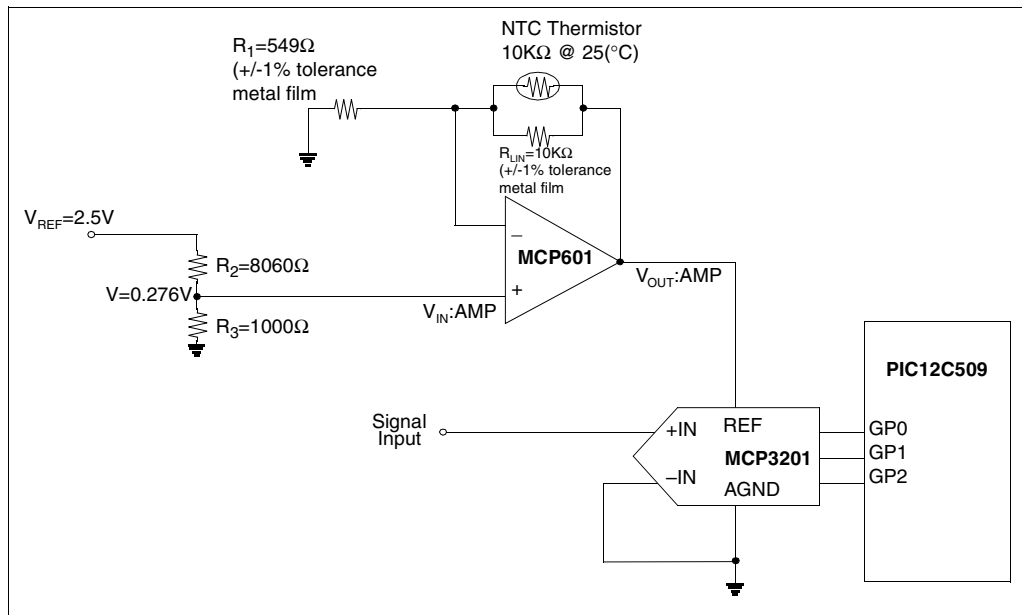 R1=549Ω
(+/-1% tolerance
metal film
NTC Thermistor
10KΩ @ 25(°C)
RLIN=10KΩ
(+/-1% tolerance
metal film
VREF=2.5V
R2=8060Ω
V=0.276V
R3=1000Ω
–
MCP601
+
VIN:AMP
VOUT:AMP
PIC12C509
Signal
Input
+IN
REF
MCP3201
–IN
AGND
GP0
GP1
GP2